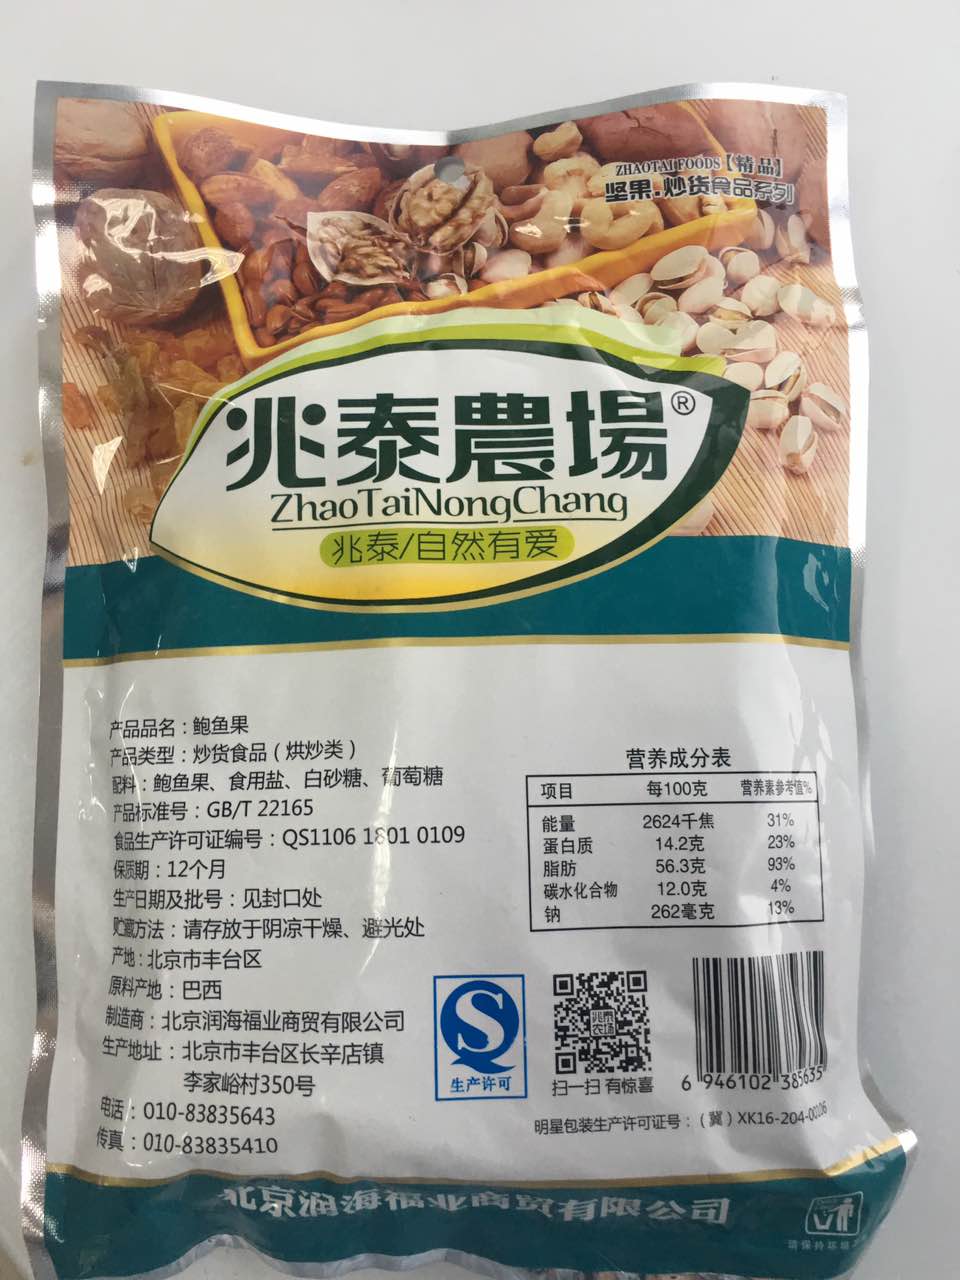 ZHAOTAI FOODS【精品】
坚果.炒货食品系列
兆泰農場®
ZhaoTaiNongChang
兆泰/自然有爱
产品品名：鲍鱼果
产品类型：炒货食品（烘炒类）
配料：鲍鱼果、食用盐、白砂糖、葡萄糖
产品标准号：GB/T 22165
食品生产许可证编号：QS1106 1801 0109
保质期：12个月
生产日期及批号：见封口处
贮藏方法：请存放于阴凉干燥、避光处
产地：北京市丰台区
原料产地：巴西
制造商：北京润海福业商贸有限公司
生产地址：北京市丰台区长辛店镇
李家峪村350号
电话：010-83835643
传真：010-83835410
营养成分表
项目 每100克 营养素参考值%
能量 2624千焦 31%
蛋白质 14.2克 23%
脂肪 56.3克 93%
碳水化合物 12.0克 4%
钠 262毫克 13%
生产许可
兆泰
农场
扫一扫 有惊喜
6 946102 385635
明星包装生产许可证号：（冀）XK16-204-00106
北京润海福业商贸有限公司
请保持环境